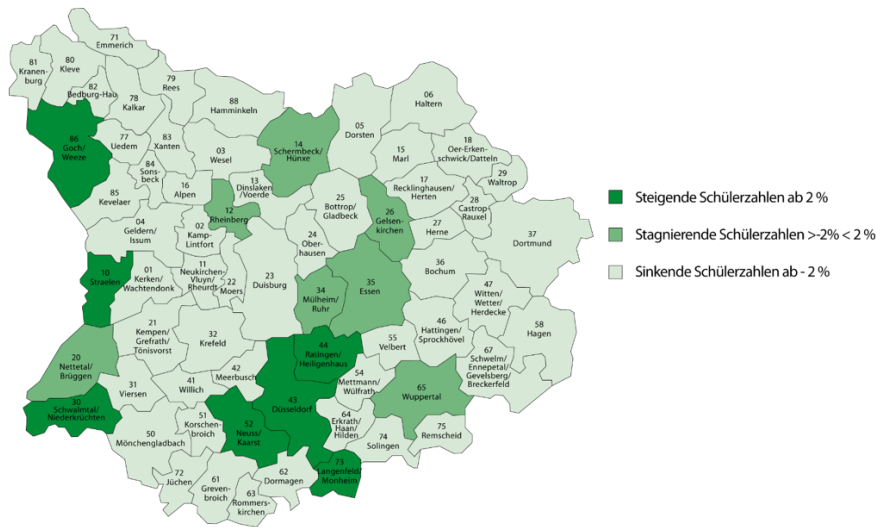 71
Emmerich
81
Kranen-
burg
80
Kleve
82
Bedburg-Hau
79
Rees
78
Kalkar
88
Hamminkeln
06
Haltern
86
Goch/
Weeze
77
Uedem
83
Xanten
03
Wesel
14
Schermbeck/
Hünxe
05
Dorsten
15
Marl
18
Oer-Erken-
schwick/Datteln
84
Sons-
beck
85
Kevelaer
16
Alpen
13
Dinslaken
/Voerde
17
Recklinghausen/
Herten
29
Waltrop
12
Rheinberg
25
Bottrop/
Gladbeck
26
Gelsen-
kirchen
28
Castrop-
Rauxel
04
Geldern/
Issum
02
Kamp-
Lintfort
24
Ober-
hausen
27
Herne
37
Dortmund
10
Straelen
01
Kerken/
Wachtendonk
11
Neukirchen-
Vluyn/
Rheurdt
22
Moers
23
Duisburg
34
Mülheim/
Ruhr
35
Essen
36
Bochum
47
Witten/
Wetter/
Herdecke
21
Kempen/
Grefrath/
Tönisvorst
32
Krefeld
44
Ratingen/
Heiligenhaus
55
Velbert
46
Hattingen/
Sprockhövel
58
Hagen
20
Nettetal/
Brüggen
31
Viersen
41
Willich
42
Meerbusch
54
Mettmann/
Wülfrath
67
Schwelm/
Ennepetal/
Gevelsberg/
Breckerfeld
65
Wuppertal
30
Schwalmtal/
Niederkrüchten
51
Korschen-
broich
43
Düsseldorf
64
Erkrath/
Haan/
Hilden
50
Mönchengladbach
52
Neuss/
Kaarst
74
Solingen
75
Remscheid
72
Jüchen
61
Greven-
broich
62
Dormagen
73
Langenfeld/
Monheim
63
Rommers-
kirchen
Steigende Schülerzahlen ab 2 %
Stagnierende Schülerzahlen >-2% < 2 %
Sinkende Schülerzahlen ab - 2 %